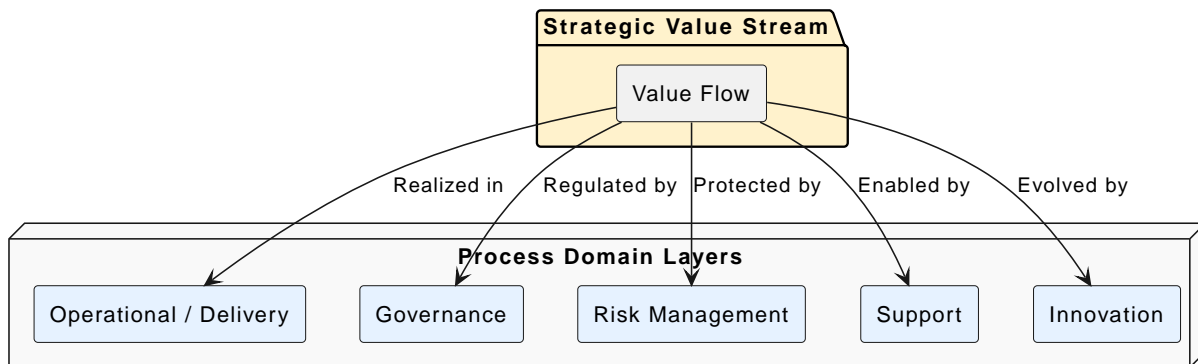 Strategic Value Stream
Value Flow
Realized in
Regulated by
Protected by
Enabled by
Evolved by
Process Domain Layers
Operational / Delivery
Governance
Risk Management
Support
Innovation